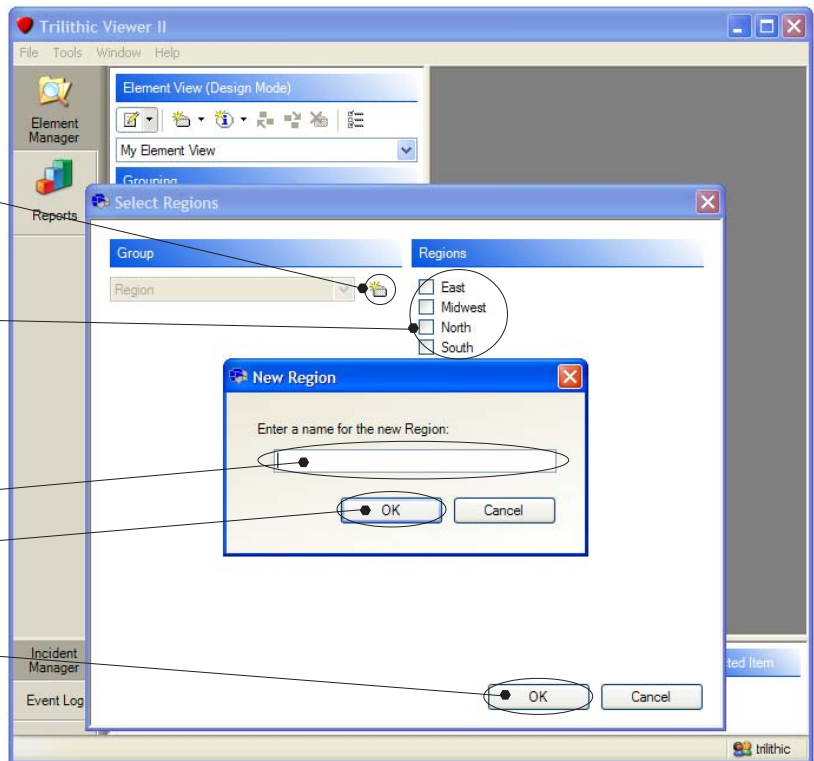 Trilithic Viewer II
File Tools Window Help
Element Manager
Element View (Design Mode)
My Element View
Grouping
Reports
Select Regions
Group
Regions
Region
East
Midwest
North
South
New Region
Enter a name for the new Region:
OK Cancel
Incident Manager
ted Item
Event Log
OK Cancel
trilithic